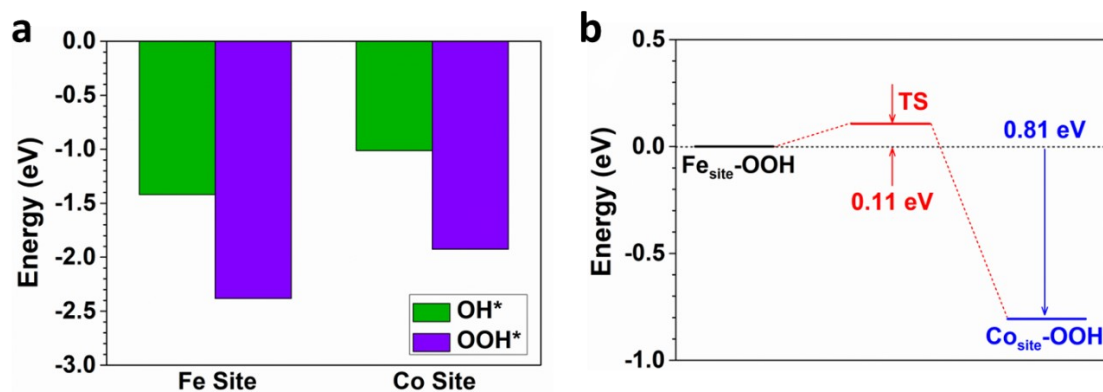 a
0.0
-0.5
-1.0
-1.5
-2.0
-2.5
-3.0
Energy (eV)
Fe Site
Co Site
OH*
OOH*
b
0.5
0.0
-0.5
-1.0
Energy (eV)
TS
0.81 eV
Fesite-OOH
0.11 eV
Cosite-OOH